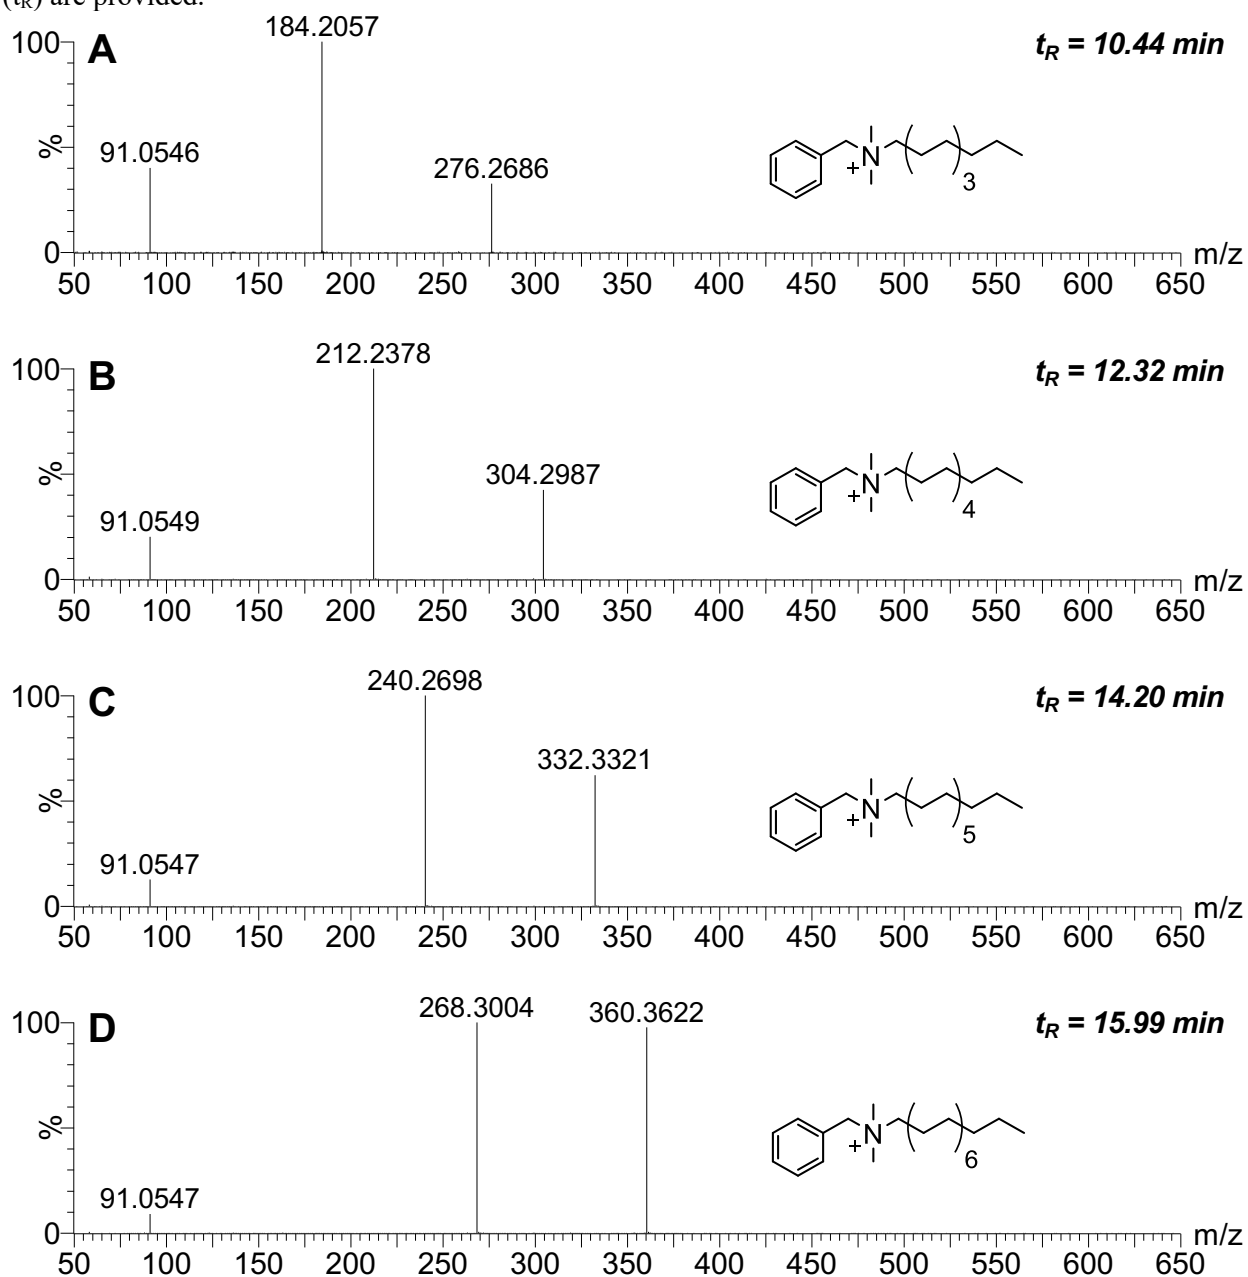 (tR) are provided.
A
tR = 10.44 min
184.2057
91.0546
276.2686
100
%
0
N
+
3
50 100 150 200 250 300 350 400 450 500 550 600 650
m/z
B
tR = 12.32 min
212.2378
91.0549
304.2987
100
%
0
N
+
4
50 100 150 200 250 300 350 400 450 500 550 600 650
m/z
C
tR = 14.20 min
240.2698
91.0547
332.3321
100
%
0
N
+
5
50 100 150 200 250 300 350 400 450 500 550 600 650
m/z
D
tR = 15.99 min
268.3004
360.3622
91.0547
100
%
0
N
+
6
50 100 150 200 250 300 350 400 450 500 550 600 650
m/z